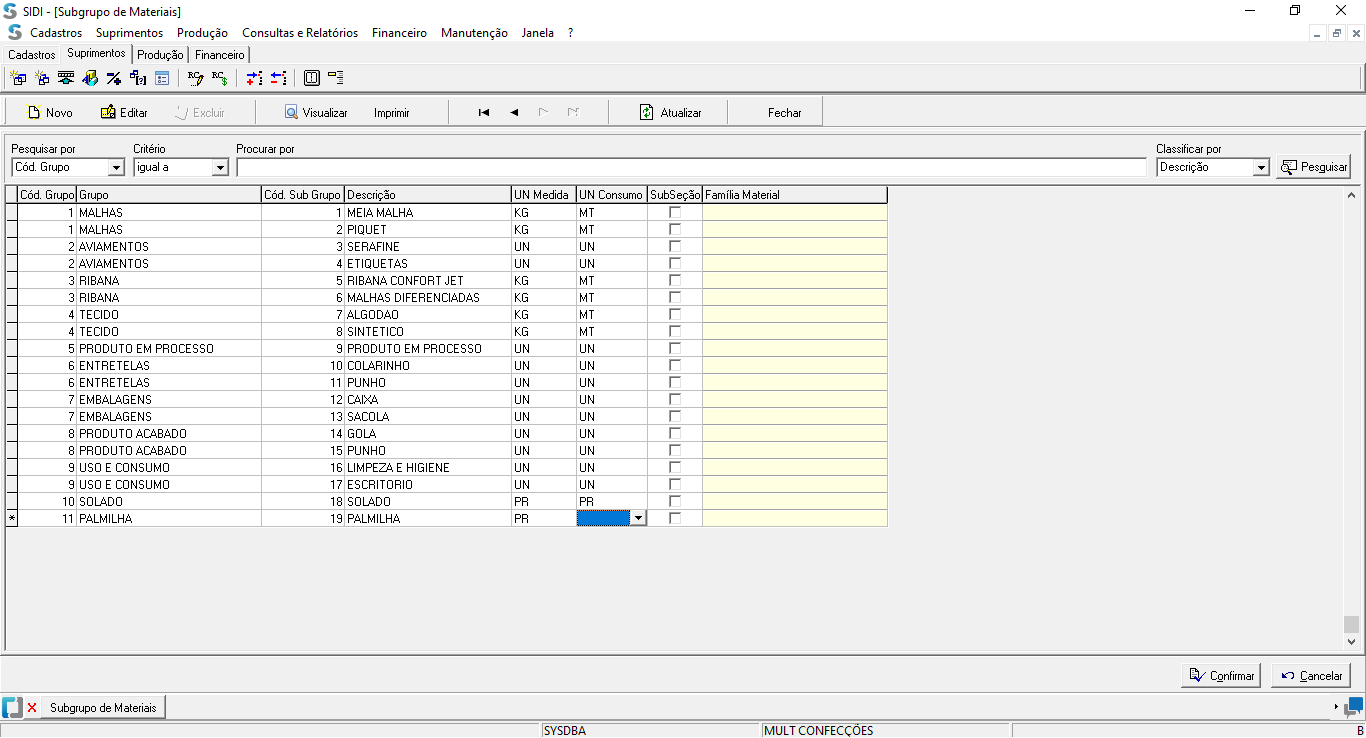 SIDI - [Subgrupo de Materiais]
Cadastros Suprimentos Produção Consultas e Relatórios Financeiro Manutenção Janela ?
Cadastros Suprimentos Produção Financeiro
Novo Editar Excluir Visualizar Imprimir Atualizar Fechar
Pesquisar por Critério Procurar por Classificar por
Cód. Grupo igual a Descrição Pesquisar
Cód. Grupo Grupo Cód. Sub Grupo Descrição UN Medida UN Consumo SubSeção Família Material
1 MALHAS 1 MEIA MALHA KG MT
1 MALHAS 2 PIQUET KG MT
2 AVIAMENTOS 3 SERAFINE UN UN
2 AVIAMENTOS 4 ETIQUETAS UN UN
3 RIBANA 5 RIBANA CONFORT JET KG MT
3 RIBANA 6 MALHAS DIFERENCIADAS KG MT
4 TECIDO 7 ALGODAO KG MT
4 TECIDO 8 SINTETICO KG MT
5 PRODUTO EM PROCESSO 9 PRODUTO EM PROCESSO UN UN
6 ENTRETELAS 10 COLARINHO UN UN
6 ENTRETELAS 11 PUNHO UN UN
7 EMBALAGENS 12 CAIXA UN UN
7 EMBALAGENS 13 SACOLA UN UN
8 PRODUTO ACABADO 14 GOLA UN UN
8 PRODUTO ACABADO 15 PUNHO UN UN
9 USO E CONSUMO 16 LIMPEZA E HIGIENE UN UN
9 USO E CONSUMO 17 ESCRITORIO UN UN
10 SOLADO 18 SOLADO PR PR
* 11 PALMILHA 19 PALMILHA PR
Confirmar Cancelar
Subgrupo de Materiais
SYSDBA MULT CONFECÇÕES B